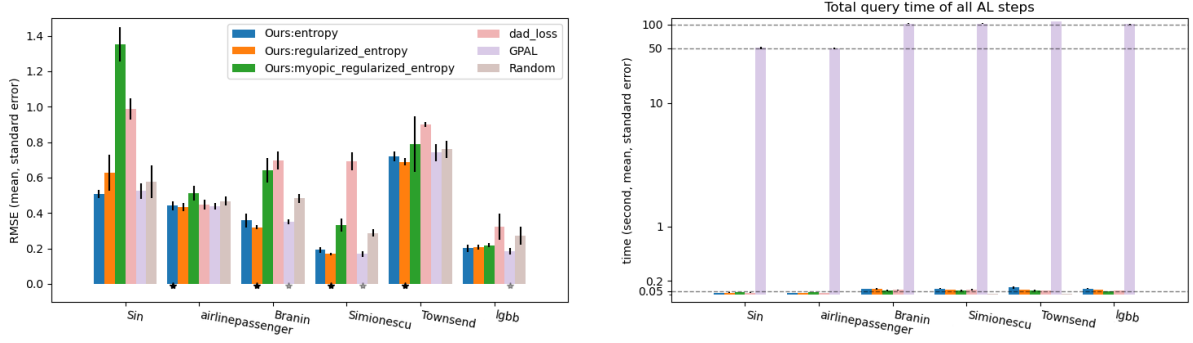 RMSE (mean, standard error)
1.4
1.2
1.0
0.8
0.6
0.4
0.2
0.0
Ours:entropy
Ours:regularized_entropy
Ours:myopic_regularized_entropy
dad_loss
GPAL
Random
Sin
airlinepassenger
Branin
Simionescu
Townsend
lgbb
Total query time of all AL steps
time (second, mean, standard error)
100
50
10
1
0.2
0.05
Sin
airlinepassenger
Branin
Simionescu
Townsend
lgbb